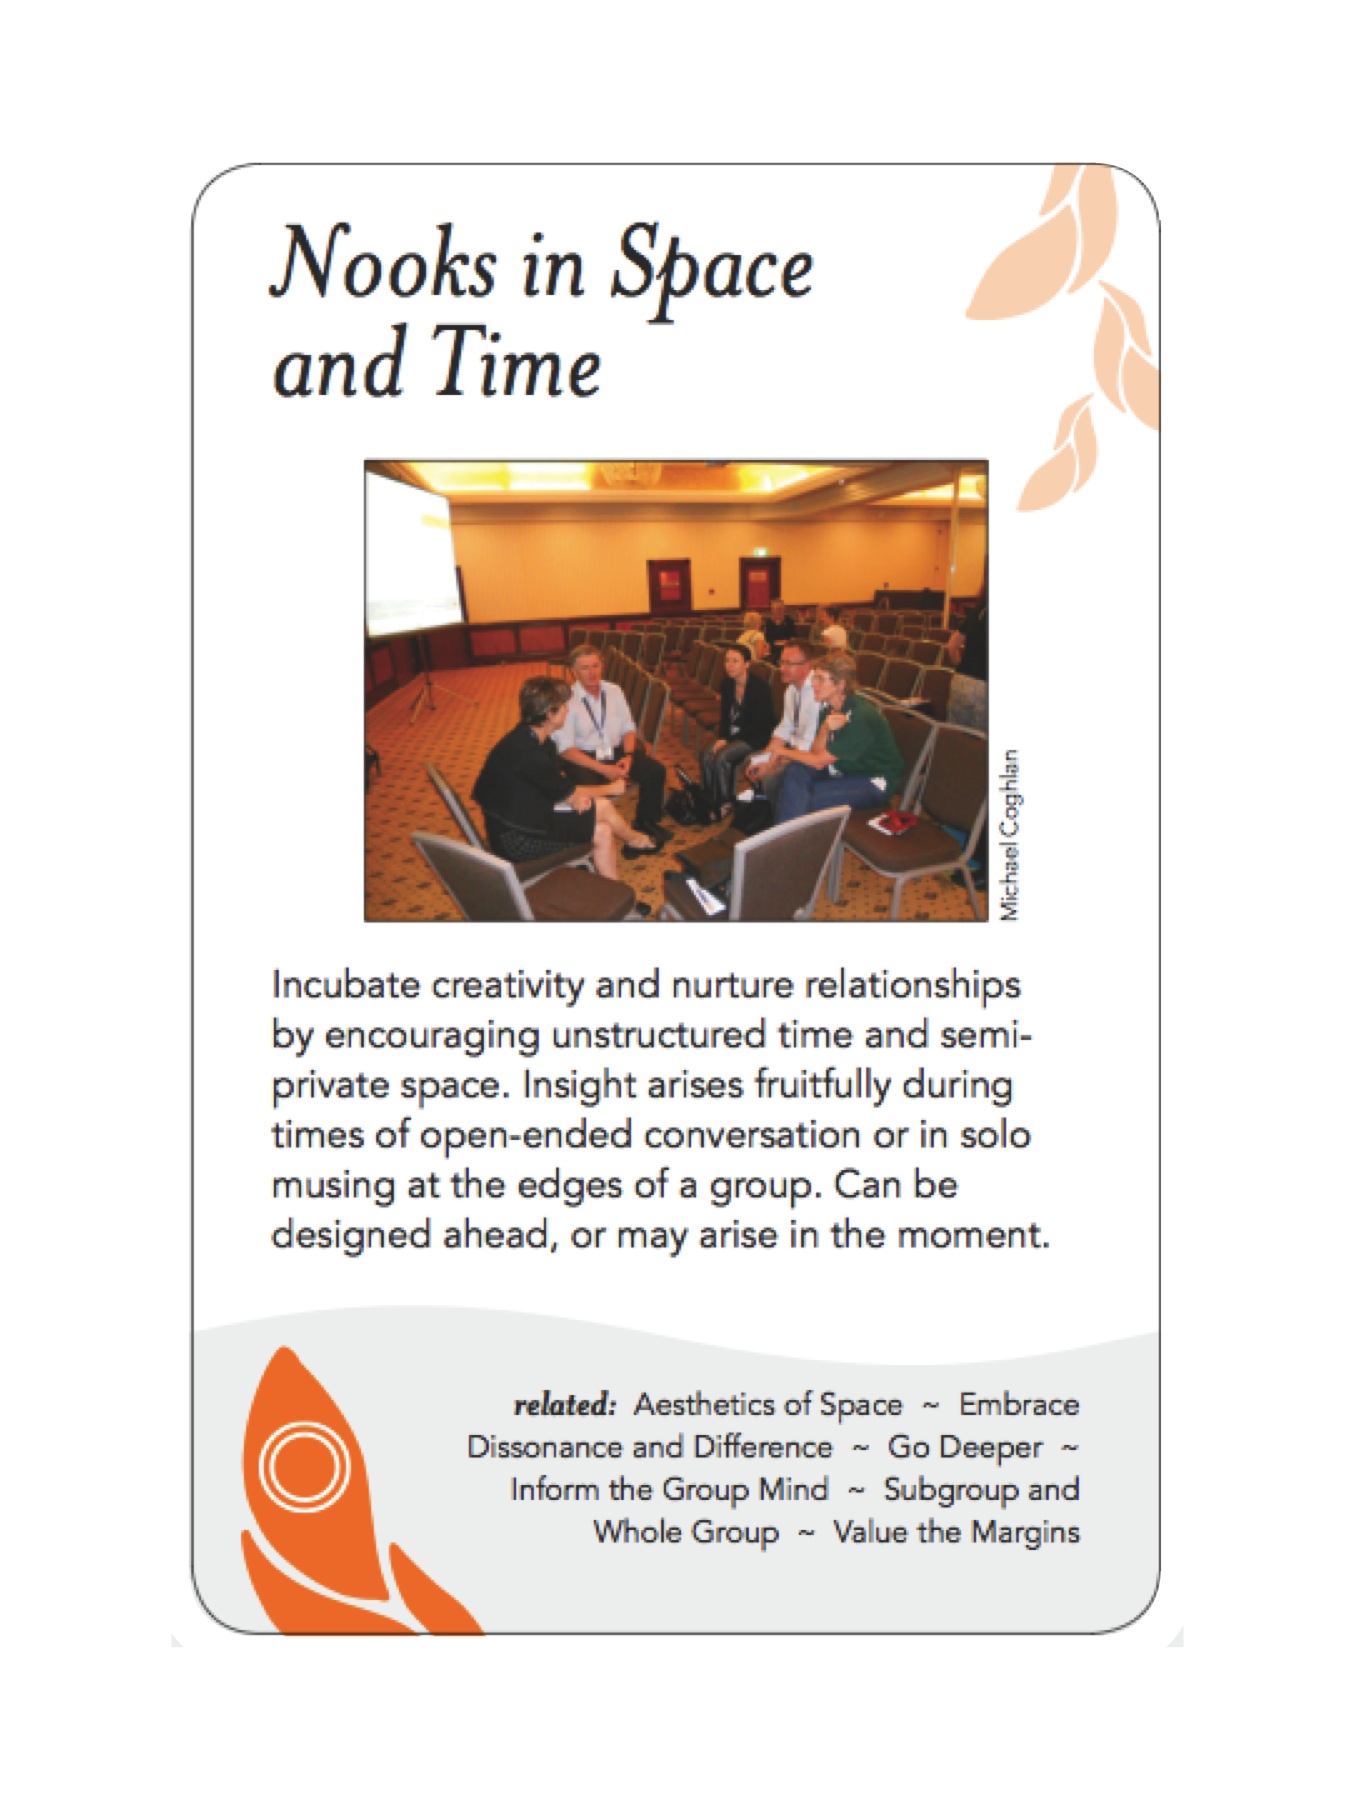 Nooks in Space
and Time
Michael Coghlan
Incubate creativity and nurture relationships
by encouraging unstructured time and semi-
private space. Insight arises fruitfully during
times of open-ended conversation or in solo
musing at the edges of a group. Can be
designed ahead, or may arise in the moment.
related: Aesthetics of Space ~ Embrace
Dissonance and Difference ~ Go Deeper ~
Inform the Group Mind ~ Subgroup and
Whole Group ~ Value the Margins